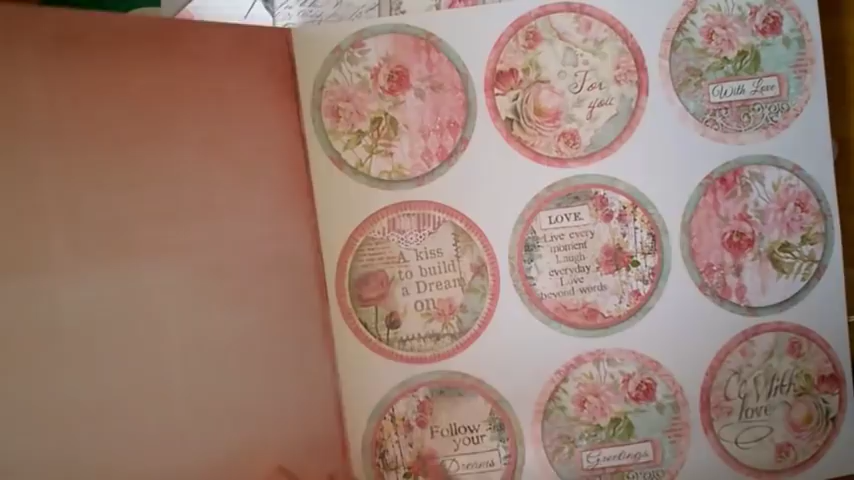 For
you
With Love
A kiss
to build
a Dream
on
LOVE.
Live every
moment
Laugh
everyday
Love
beyond words
Follow
your
Dreams
Greetings
With
love